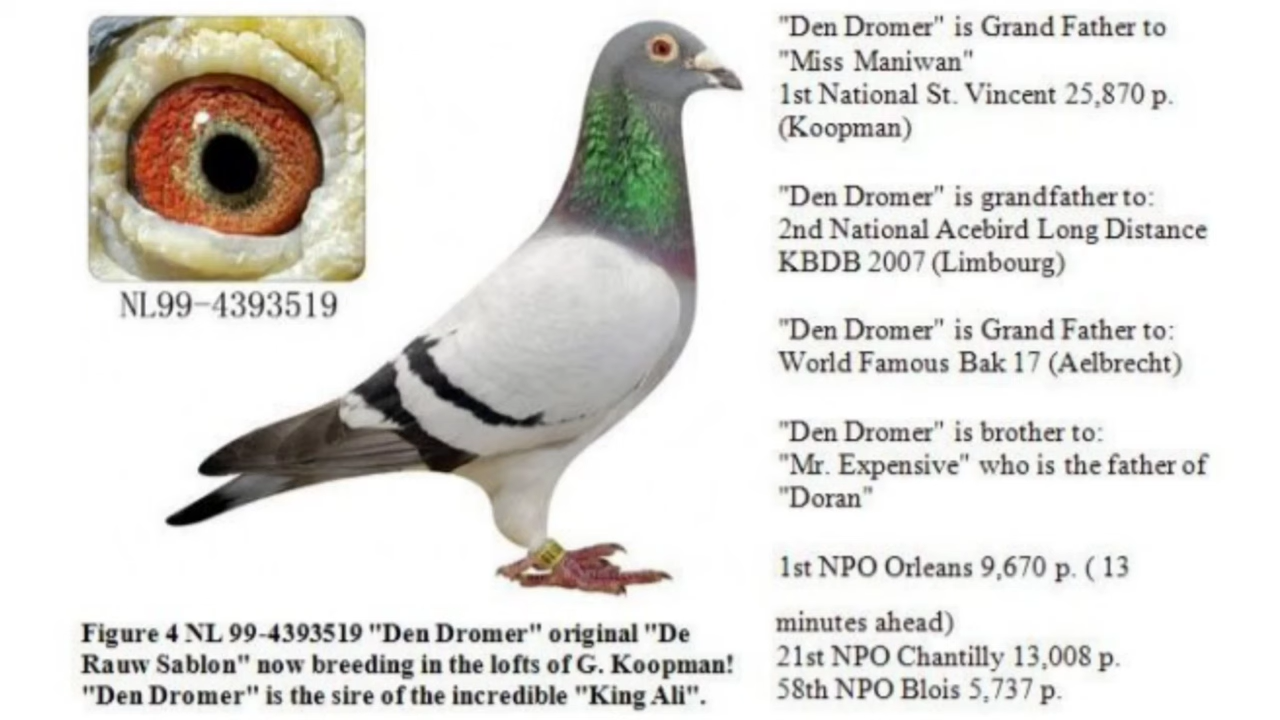 NL99-4393519
Figure 4 NL 99-4393519 "Den Dromer" original "De
Rauw Sablon" now breeding in the lofts of G. Koopman!
"Den Dromer" is the sire of the incredible "King Ali".
"Den Dromer" is Grand Father to
"Miss Maniwan"
1st National St. Vincent 25,870 p.
(Koopman)
"Den Dromer" is grandfather to:
2nd National Acebird Long Distance
KBDB 2007 (Limbourg)
"Den Dromer" is Grand Father to:
World Famous Bak 17 (Aelbrecht)
"Den Dromer" is brother to:
"Mr. Expensive" who is the father of
"Doran"
1st NPO Orleans 9,670 p. ( 13
minutes ahead)
21st NPO Chantilly 13,008 p.
58th NPO Blois 5,737 p.